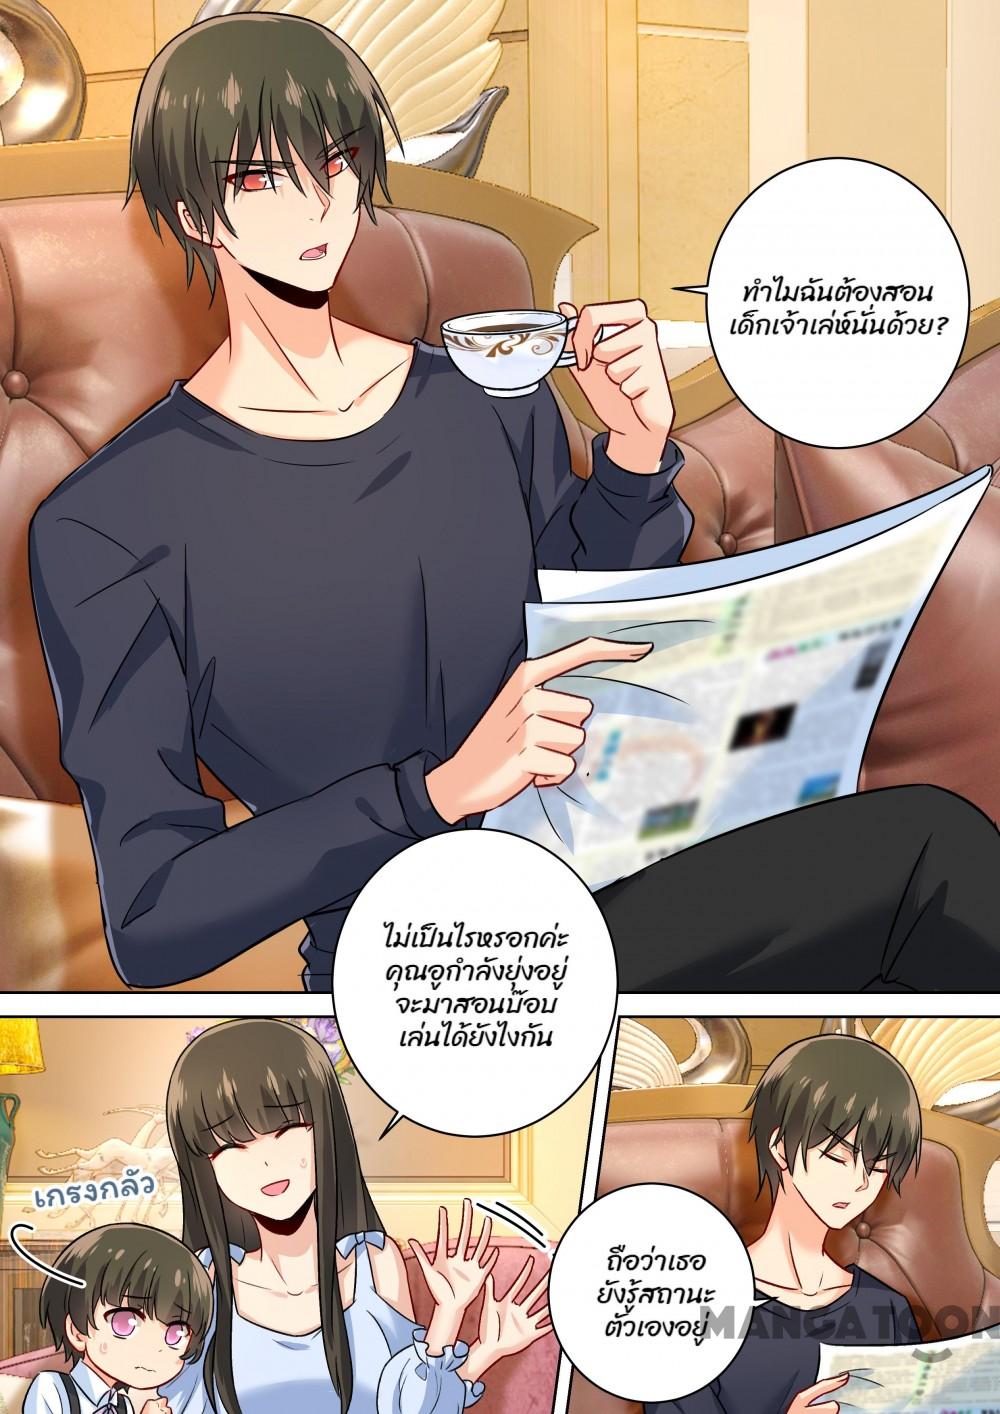 ทำไมฉันต้องสอน
เด็กเจ้าเล่ห์นั่นด้วย?
ไม่เป็นไรหรอกค่ะ
คุณอูกำลังยุ่งอยู่
จะมาสอนบ๊อบ
เล่นได้ยังไงกัน
เกรงกลัว
ถือว่าเธอ
ยังรู้สถานะ
ตัวเองอยู่
MANGATOON